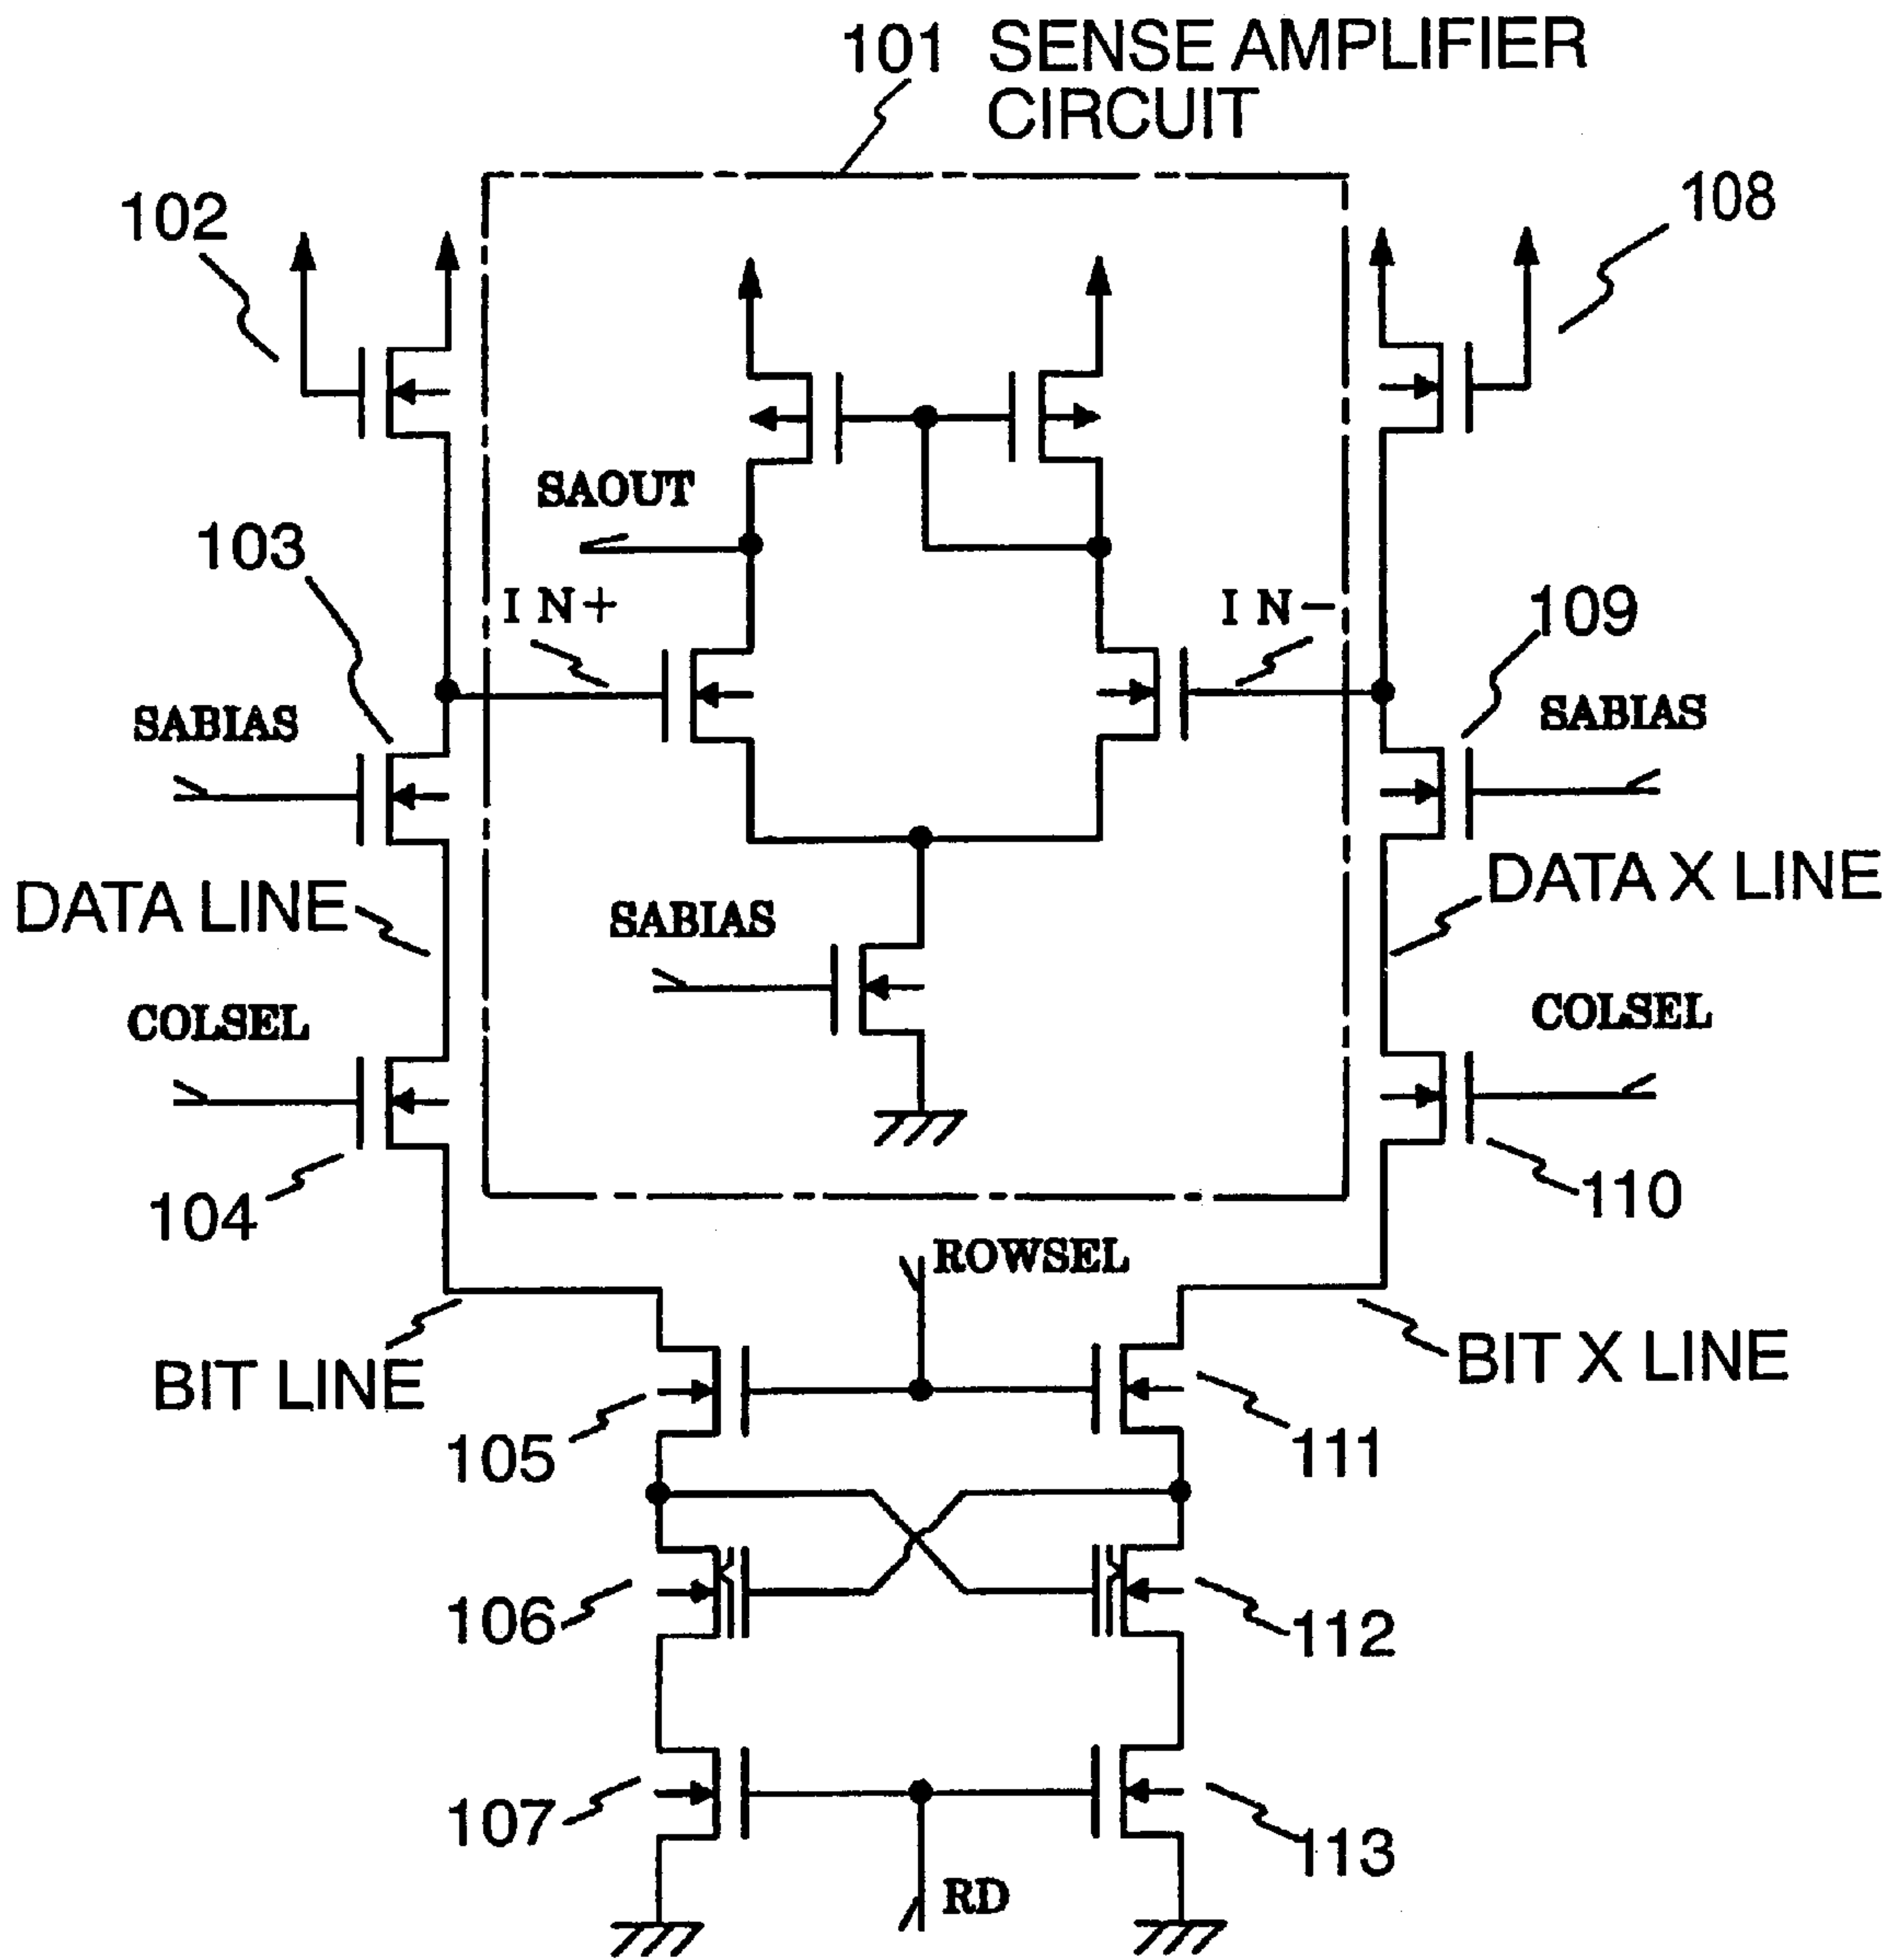 101 SENSE AMPLIFIER
CIRCUIT
102
108
SAOUT
103
IN+
IN-
109
SABIAS
SABIAS
DATA LINE
DATA X LINE
SABIAS
COLSEL
COLSEL
104
110
ROWSEL
BIT LINE
BIT X LINE
105
111
106
112
107
113
RD